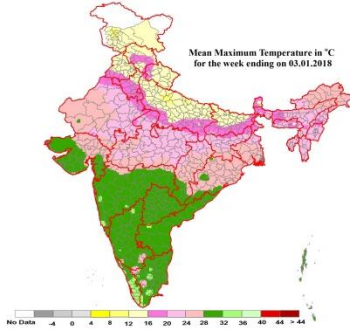 Mean Maximum Temperature in °C
for the week ending on 03.01.2018
No Data -4 0 4 8 12 16 20 24 28 32 36 40 44 > 44